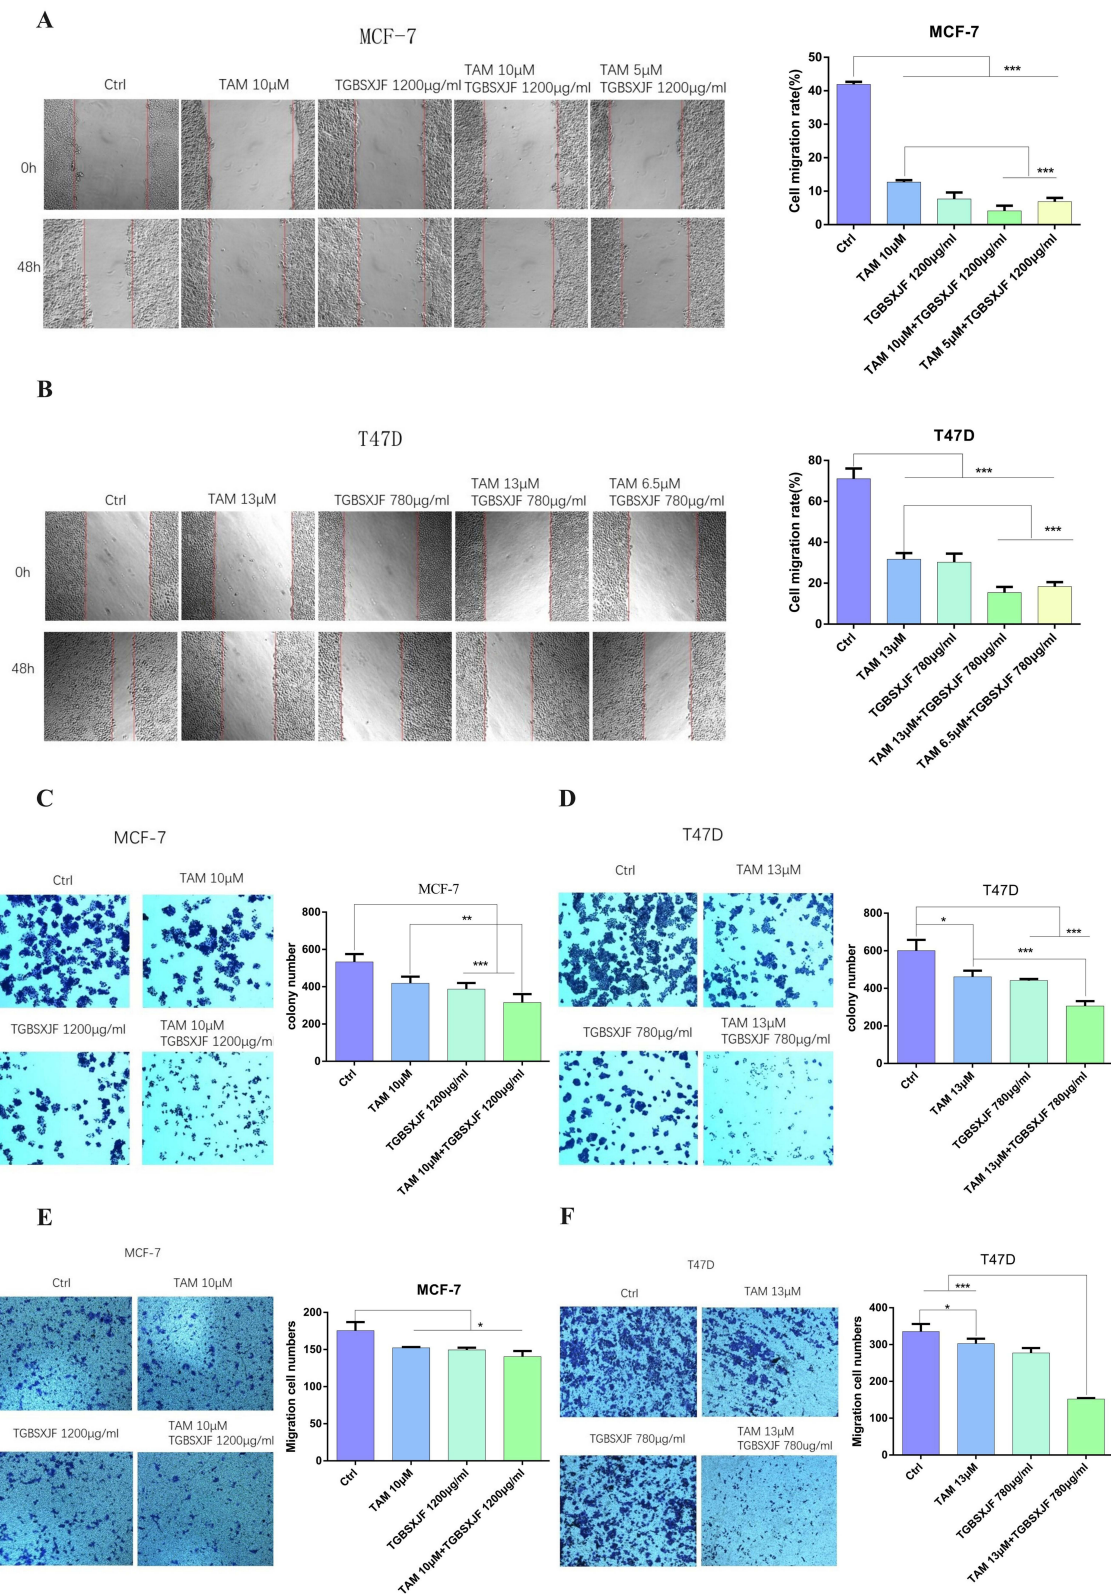 A
MCF-7
Ctrl
TAM 10μM
TGBSXJF 1200μg/ml
TAM 10μM
TGBSXJF 1200μg/ml
TAM 5μM
TGBSXJF 1200μg/ml
0h
48h
MCF-7
Cell migration rate(%)
50
40
30
20
10
0
***
***
Ctrl
TAM 10μM
TGBSXJF 1200μg/ml
TAM 10μM+TGBSXJF 1200μg/ml
TAM 5μM+TGBSXJF 1200μg/ml
B
T47D
Ctrl
TAM 13μM
TGBSXJF 780μg/ml
TAM 13μM
TGBSXJF 780μg/ml
TAM 6.5μM
TGBSXJF 780μg/ml
0h
48h
T47D
Cell migration rate(%)
80
60
40
20
0
***
***
Ctrl
TAM 13μM
TGBSXJF 780μg/ml
TAM 13μM+TGBSXJF 780μg/ml
TAM 6.5μM+TGBSXJF 780μg/ml
C
MCF-7
Ctrl
TAM 10μM
TGBSXJF 1200μg/ml
TAM 10μM
TGBSXJF 1200μg/ml
MCF-7
colony number
800
600
400
200
0
**
***
Ctrl
TAM 10μM
TGBSXJF 1200μg/ml
TAM 10μM+TGBSXJF 1200μg/ml
D
T47D
Ctrl
TAM 13μM
TGBSXJF 780μg/ml
TAM 13μM
TGBSXJF 780μg/ml
T47D
colony number
800
600
400
200
0
*
***
***
Ctrl
TAM 13μM
TGBSXJF 780μg/ml
TAM 13μM+TGBSXJF 780μg/ml
E
MCF-7
Ctrl
TAM 10μM
TGBSXJF 1200μg/ml
TAM 10μM
TGBSXJF 1200μg/ml
MCF-7
Migration cell numbers
200
150
100
50
0
*
Ctrl
TAM 10μM
TGBSXJF 1200μg/ml
TAM 10μM+TGBSXJF 1200μg/ml
F
T47D
Ctrl
TAM 13μM
TGBSXJF 780μg/ml
TAM 13μM
TGBSXJF 780ug/ml
T47D
Migration cell numbers
400
300
200
100
0
***
*
Ctrl
TAM 13μM
TGBSXJF 780μg/ml
TAM 13μM+TGBSXJF 780μg/ml